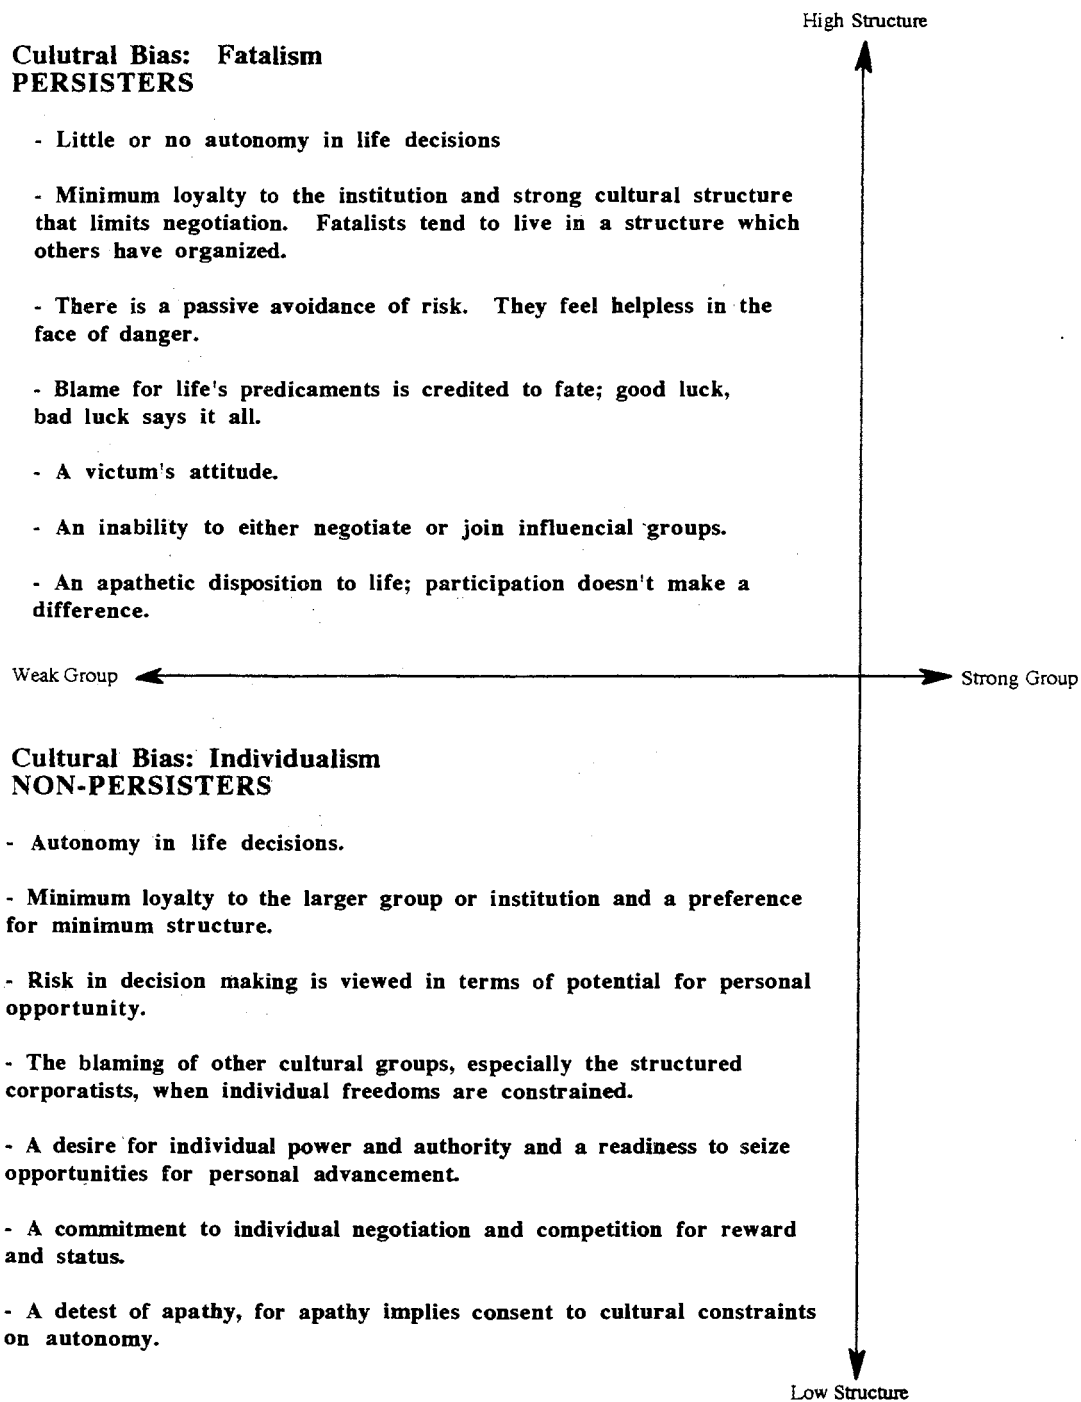 High Structure
Culutral Bias: Fatalism
PERSISTERS
- Little or no autonomy in life decisions
- Minimum loyalty to the institution and strong cultural structure
that limits negotiation. Fatalists tend to live in a structure which
others have organized.
- There is a passive avoidance of risk. They feel helpless in the
face of danger.
- Blame for life's predicaments is credited to fate; good luck,
bad luck says it all.
- A victum's attitude.
- An inability to either negotiate or join influencial groups.
- An apathetic disposition to life; participation doesn't make a
difference.
Weak Group
Strong Group
Cultural Bias: Individualism
NON-PERSISTERS
- Autonomy in life decisions.
- Minimum loyalty to the larger group or institution and a preference
for minimum structure.
- Risk in decision making is viewed in terms of potential for personal
opportunity.
- The blaming of other cultural groups, especially the structured
corporatists, when individual freedoms are constrained.
- A desire for individual power and authority and a readiness to seize
opportunities for personal advancement.
- A commitment to individual negotiation and competition for reward
and status.
- A detest of apathy, for apathy implies consent to cultural constraints
on autonomy.
Low Structure